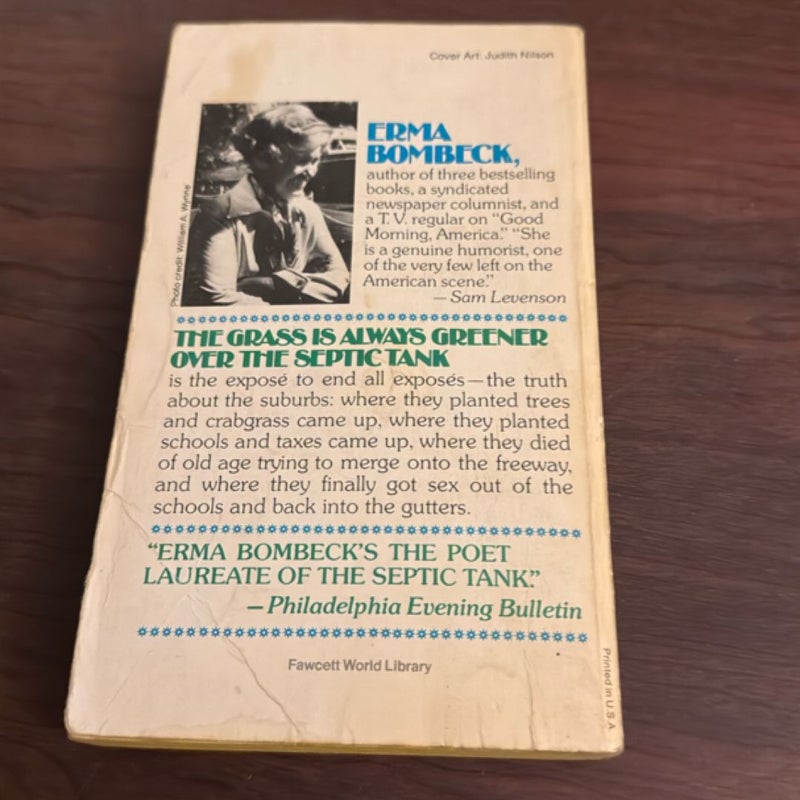 Cover Art: Judith Nilson
Photo credit: William A. Wynne
ERMA
BOMBECK,
author of three bestselling
books, a syndicated
newspaper columnist, and
a T.V. regular on "Good
Morning, America." "She
is a genuine humorist, one
of the very few left on the
American scene."
— Sam Levenson
THE GRASS IS ALWAYS GREENER
OVER THE SEPTIC TANK
is the exposé to end all exposés—the truth
about the suburbs: where they planted trees
and crabgrass came up, where they planted
schools and taxes came up, where they died
of old age trying to merge onto the freeway,
and where they finally got sex out of the
schools and back into the gutters.
"ERMA BOMBECK'S THE POET
LAUREATE OF THE SEPTIC TANK."
—Philadelphia Evening Bulletin
Fawcett World Library
Printed in U.S.A.